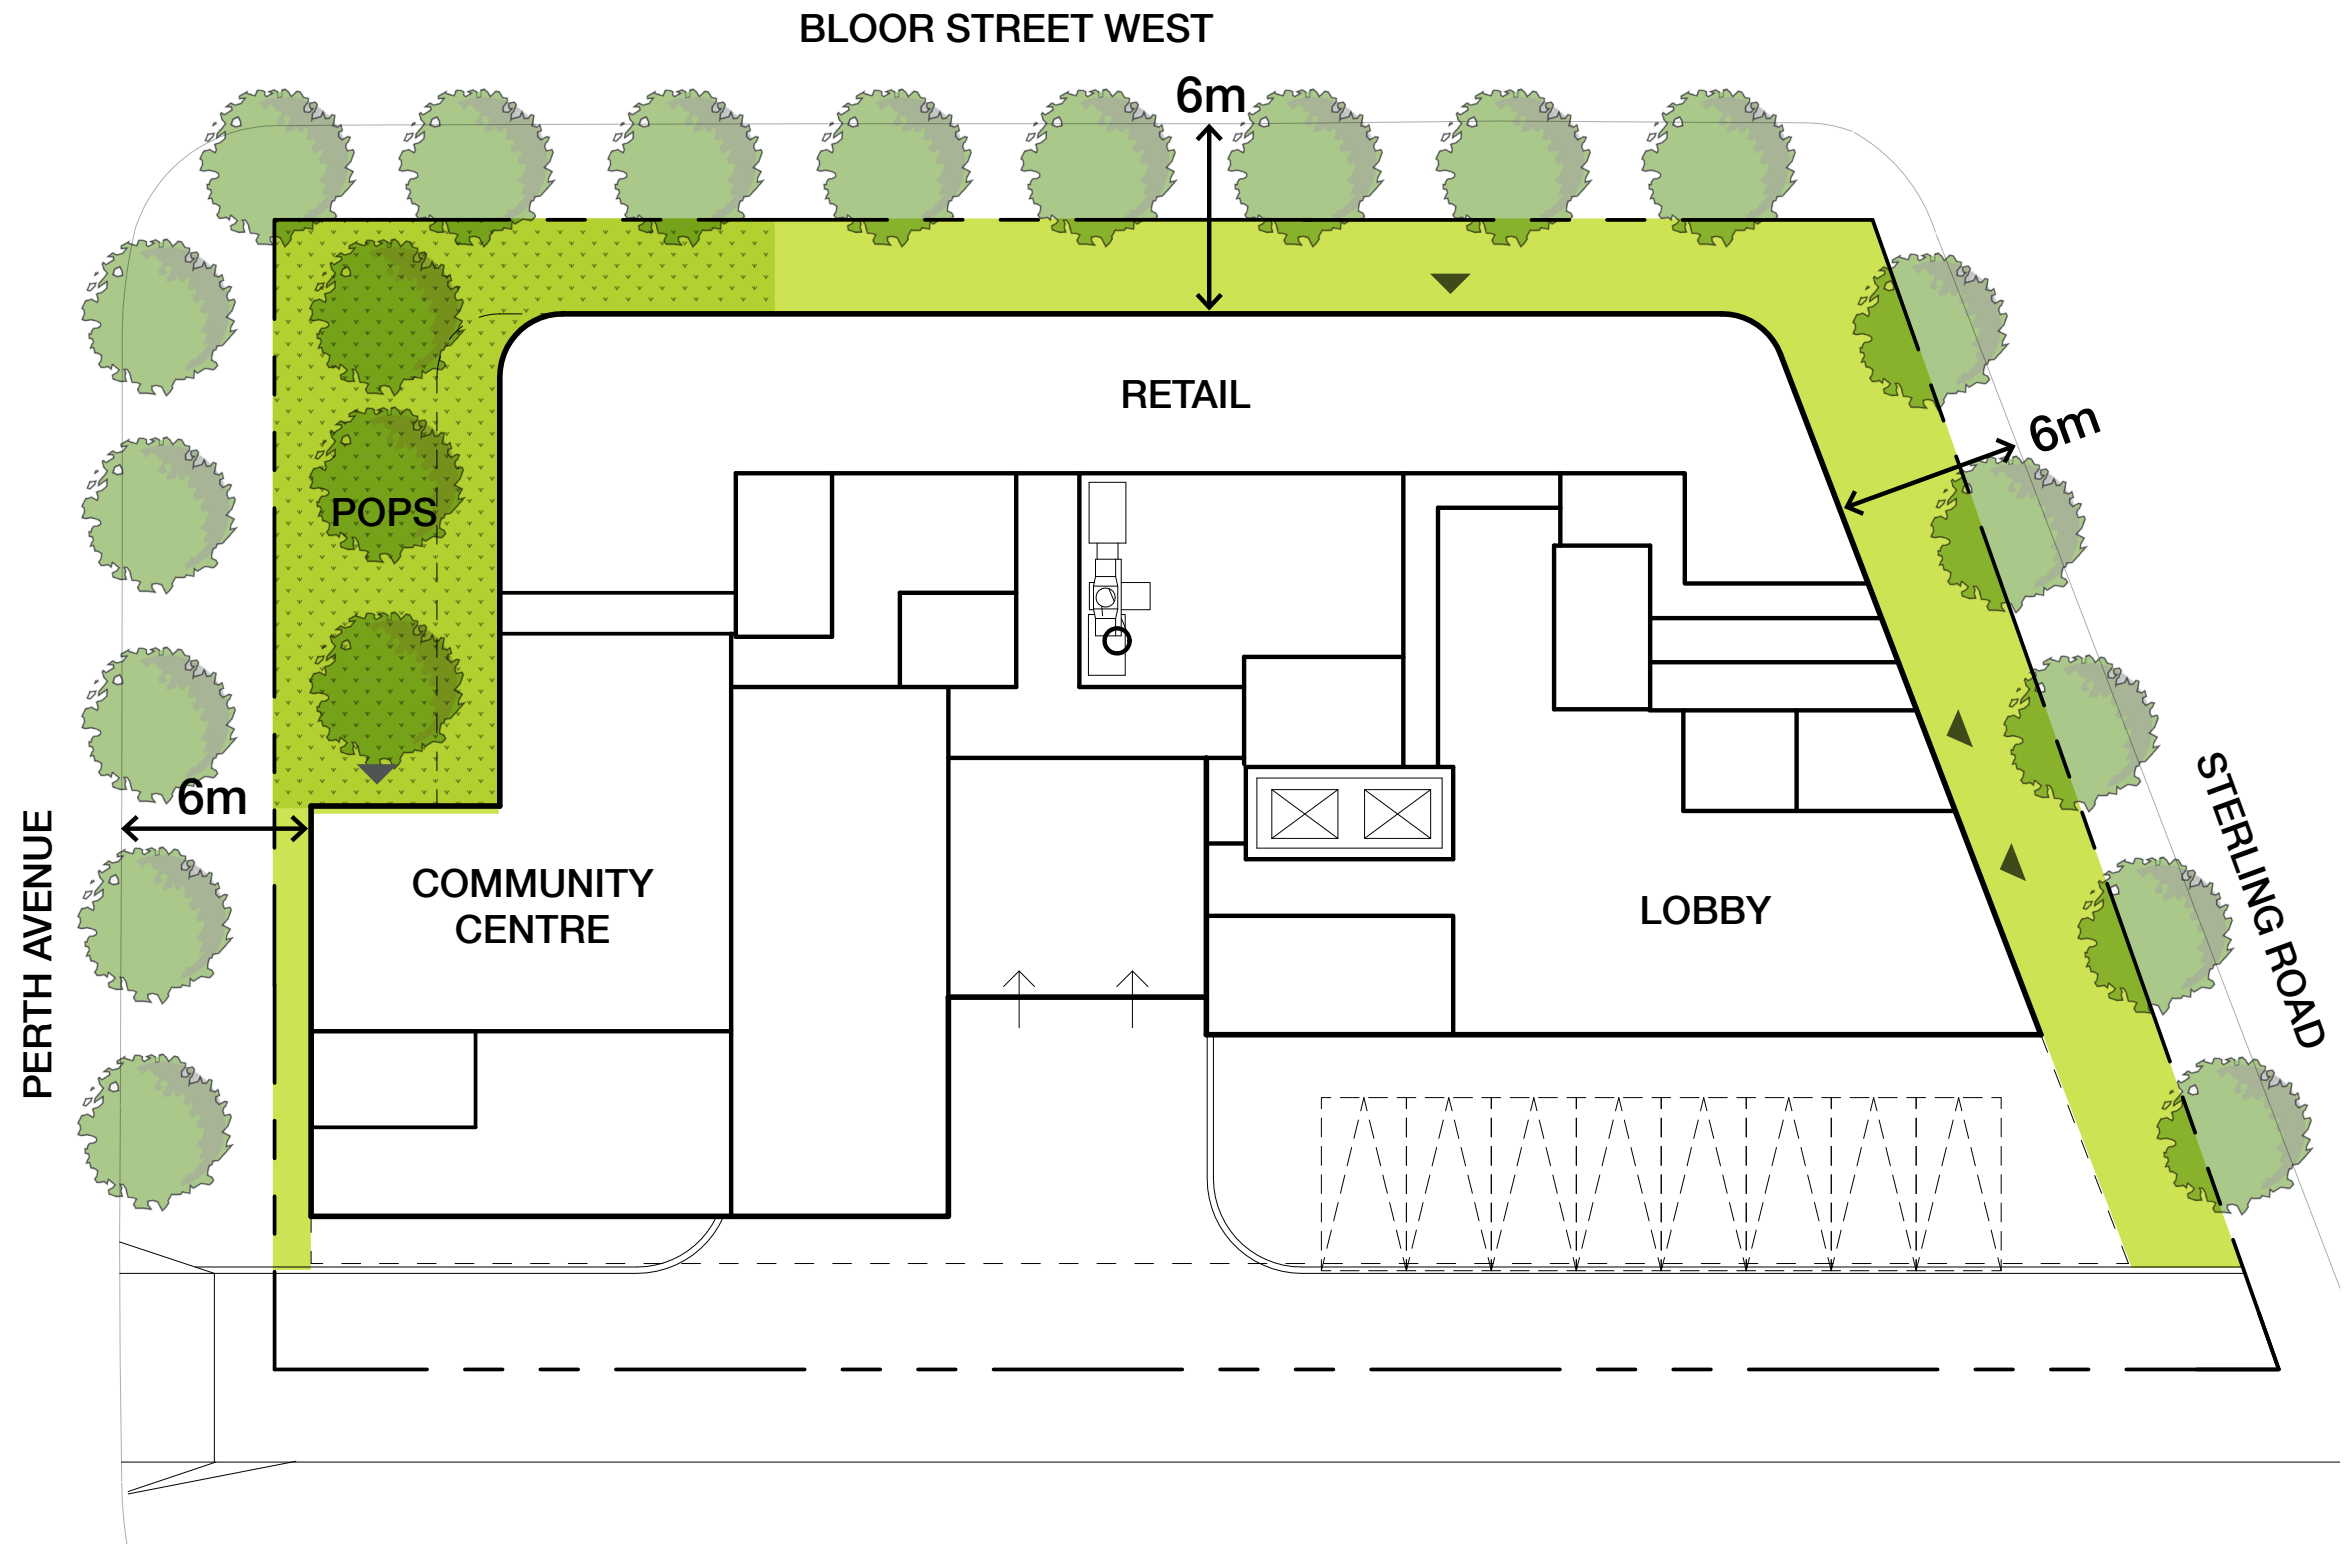 BLOOR STREET WEST
6m
RETAIL
6m
POPS
6m
STERLING ROAD
PERTH AVENUE
COMMUNITY
CENTRE
LOBBY